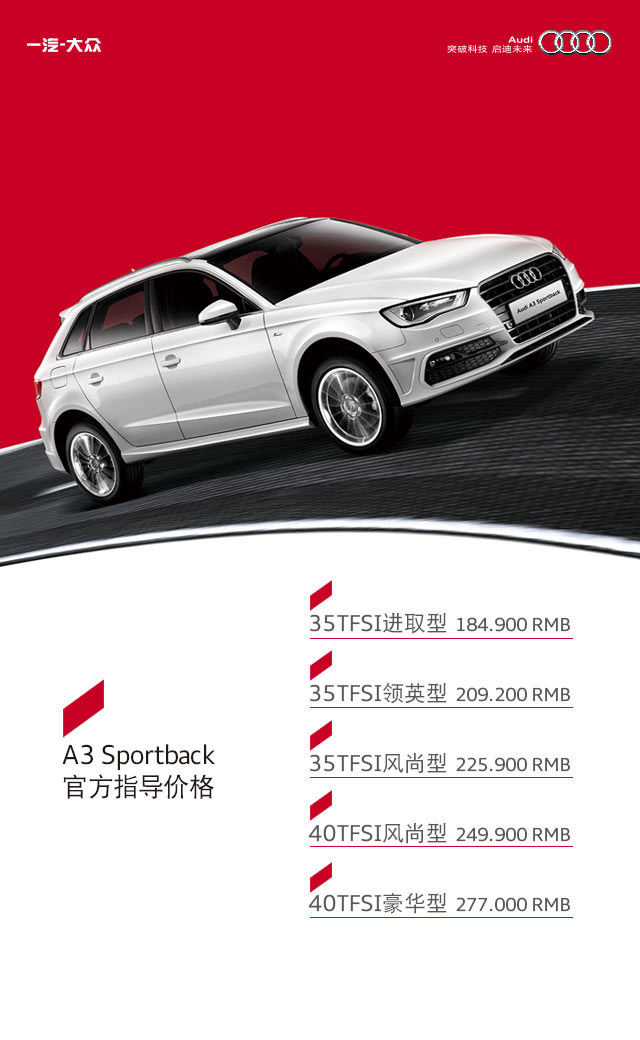 一汽-大众
Audi
突破科技 启迪未来
Audi A3 Sportback
A3 Sportback
官方指导价格
35TFSI进取型 184.900 RMB
35TFSI领英型 209.200 RMB
35TFSI风尚型 225.900 RMB
40TFSI风尚型 249.900 RMB
40TFSI豪华型 277.000 RMB